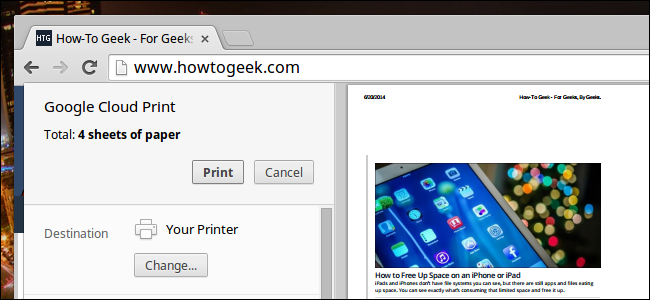 HTG How-To Geek - For Geeks
www.howtogeek.com
Google Cloud Print
Total: 4 sheets of paper
Print Cancel
Destination Your Printer
Change...
6/20/2014 How-To Geek - For Geeks, By Geeks.
How to Free Up Space on an iPhone or iPad
iPads and iPhones don't have file systems you can see, but there are still apps and files eating
up space. You can see exactly what's consuming that limited space and free it up.